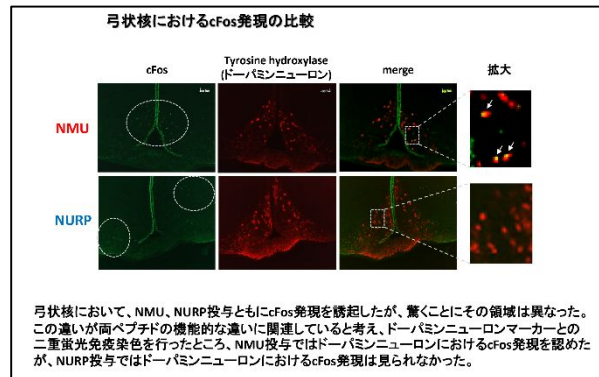 弓状核におけるcFos発現の比較
cFos
Tyrosine hydroxylase
(ドーパミンニューロン)
merge
拡大
NMU
NURP
弓状核において、NMU、NURP投与ともにcFos発現を誘起したが、驚くことにその領域は異なった。
この違いが両ペプチドの機能的な違いに関連していると考え、ドーパミンニューロンマーカーとの
二重蛍光免疫染色を行ったところ、NMU投与ではドーパミンニューロンにおけるcFos発現を認めた
が、NURP投与ではドーパミンニューロンにおけるcFos発現は見られなかった。